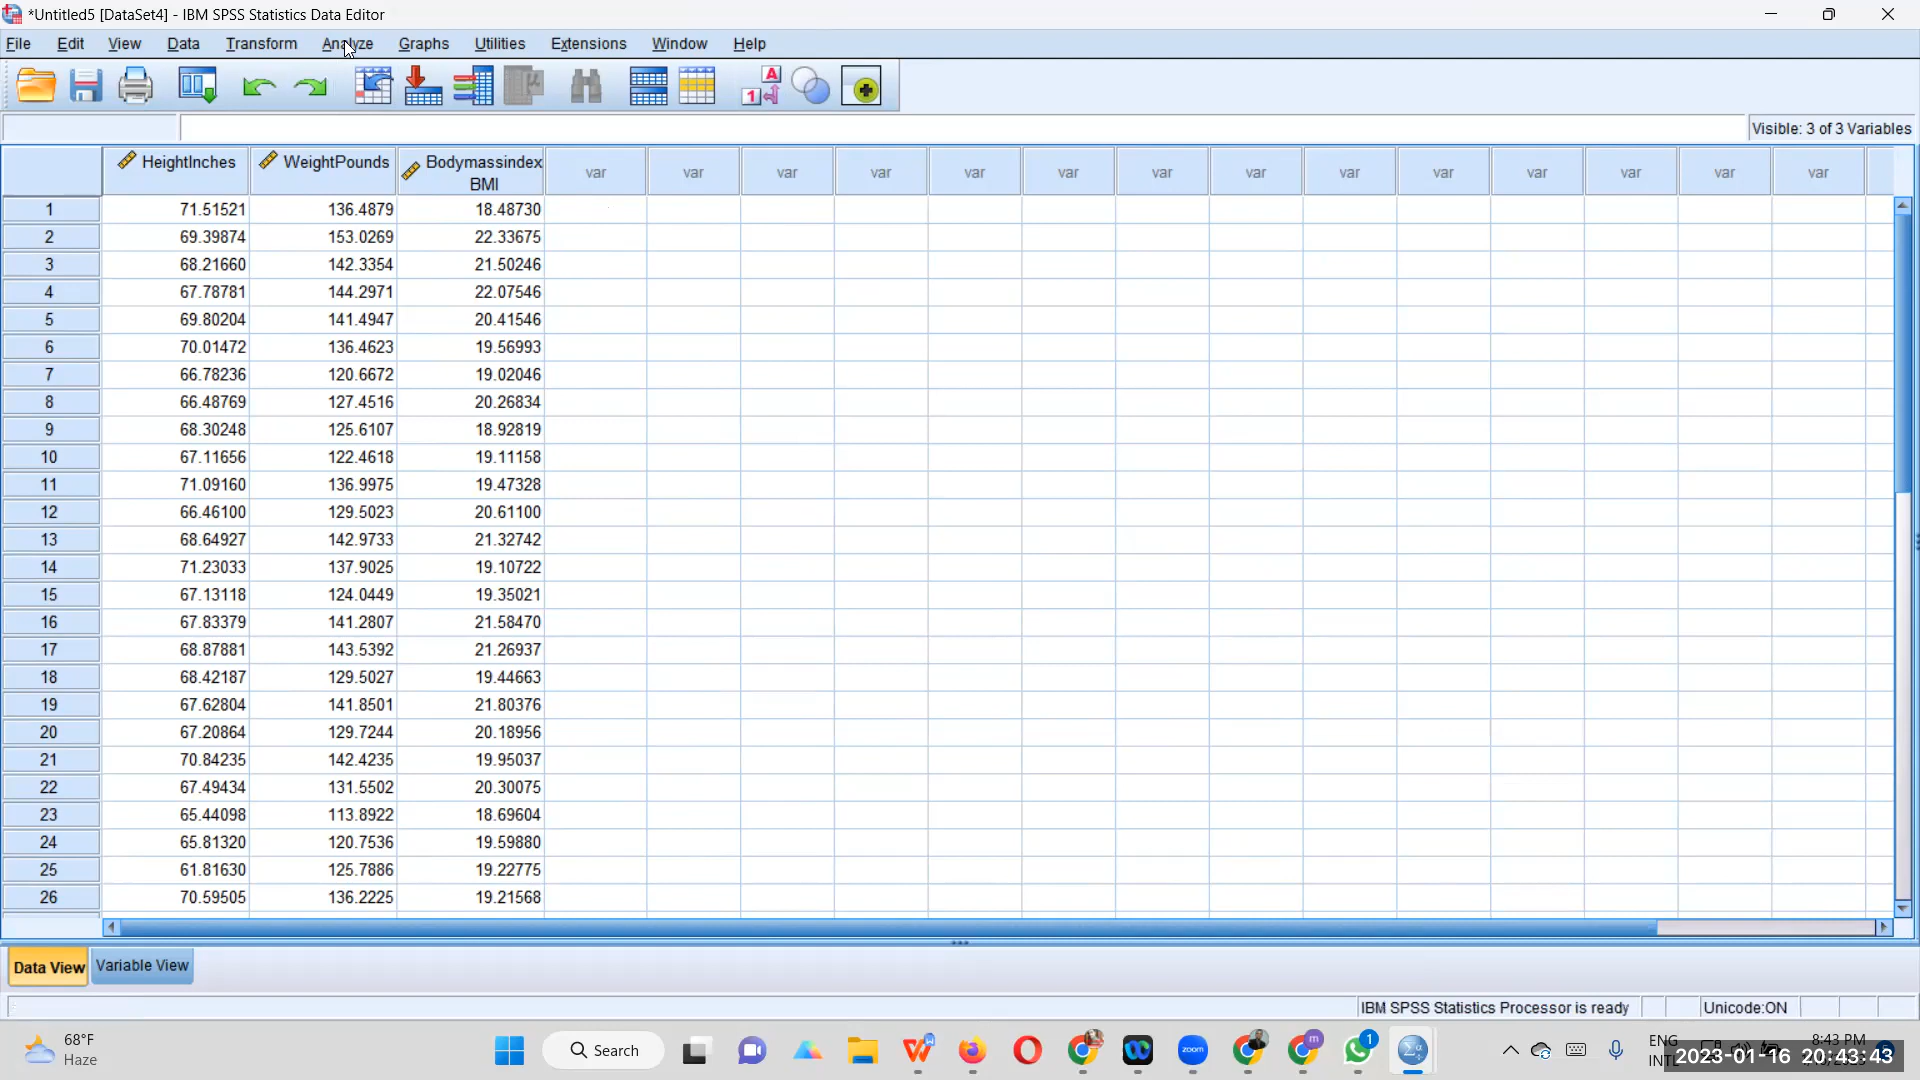 *Untitled5 [DataSet4] - IBM SPSS Statistics Data Editor
File Edit View Data Transform Analyze Graphs Utilities Extensions Window Help
Visible: 3 of 3 Variables
HeightInches WeightPounds Bodymassindex var var var var var var var var var var var var var var
BMI
1 71.51521 136.4879 18.48730
2 69.39874 153.0269 22.33675
3 68.21660 142.3354 21.50246
4 67.78781 144.2971 22.07546
5 69.80204 141.4947 20.41546
6 70.01472 136.4623 19.56993
7 66.78236 120.6672 19.02046
8 66.48769 127.4516 20.26834
9 68.30248 125.6107 18.92819
10 67.11656 122.4618 19.11158
11 71.09160 136.9975 19.47328
12 66.46100 129.5023 20.61100
13 68.64927 142.9733 21.32742
14 71.23033 137.9025 19.10722
15 67.13118 124.0449 19.35021
16 67.83379 141.2807 21.58470
17 68.87881 143.5392 21.26937
18 68.42187 129.5027 19.44663
19 67.62804 141.8501 21.80376
20 67.20864 129.7244 20.18956
21 70.84235 142.4235 19.95037
22 67.49434 131.5502 20.30075
23 65.44098 113.8922 18.69604
24 65.81320 120.7536 19.59880
25 61.81630 125.7886 19.22775
26 70.59505 136.2225 19.21568
Data View Variable View
IBM SPSS Statistics Processor is ready Unicode:ON
68°F
Haze
Search
zoom
m
1
ENG
8:43 PM
2023-01-16 20:43:43